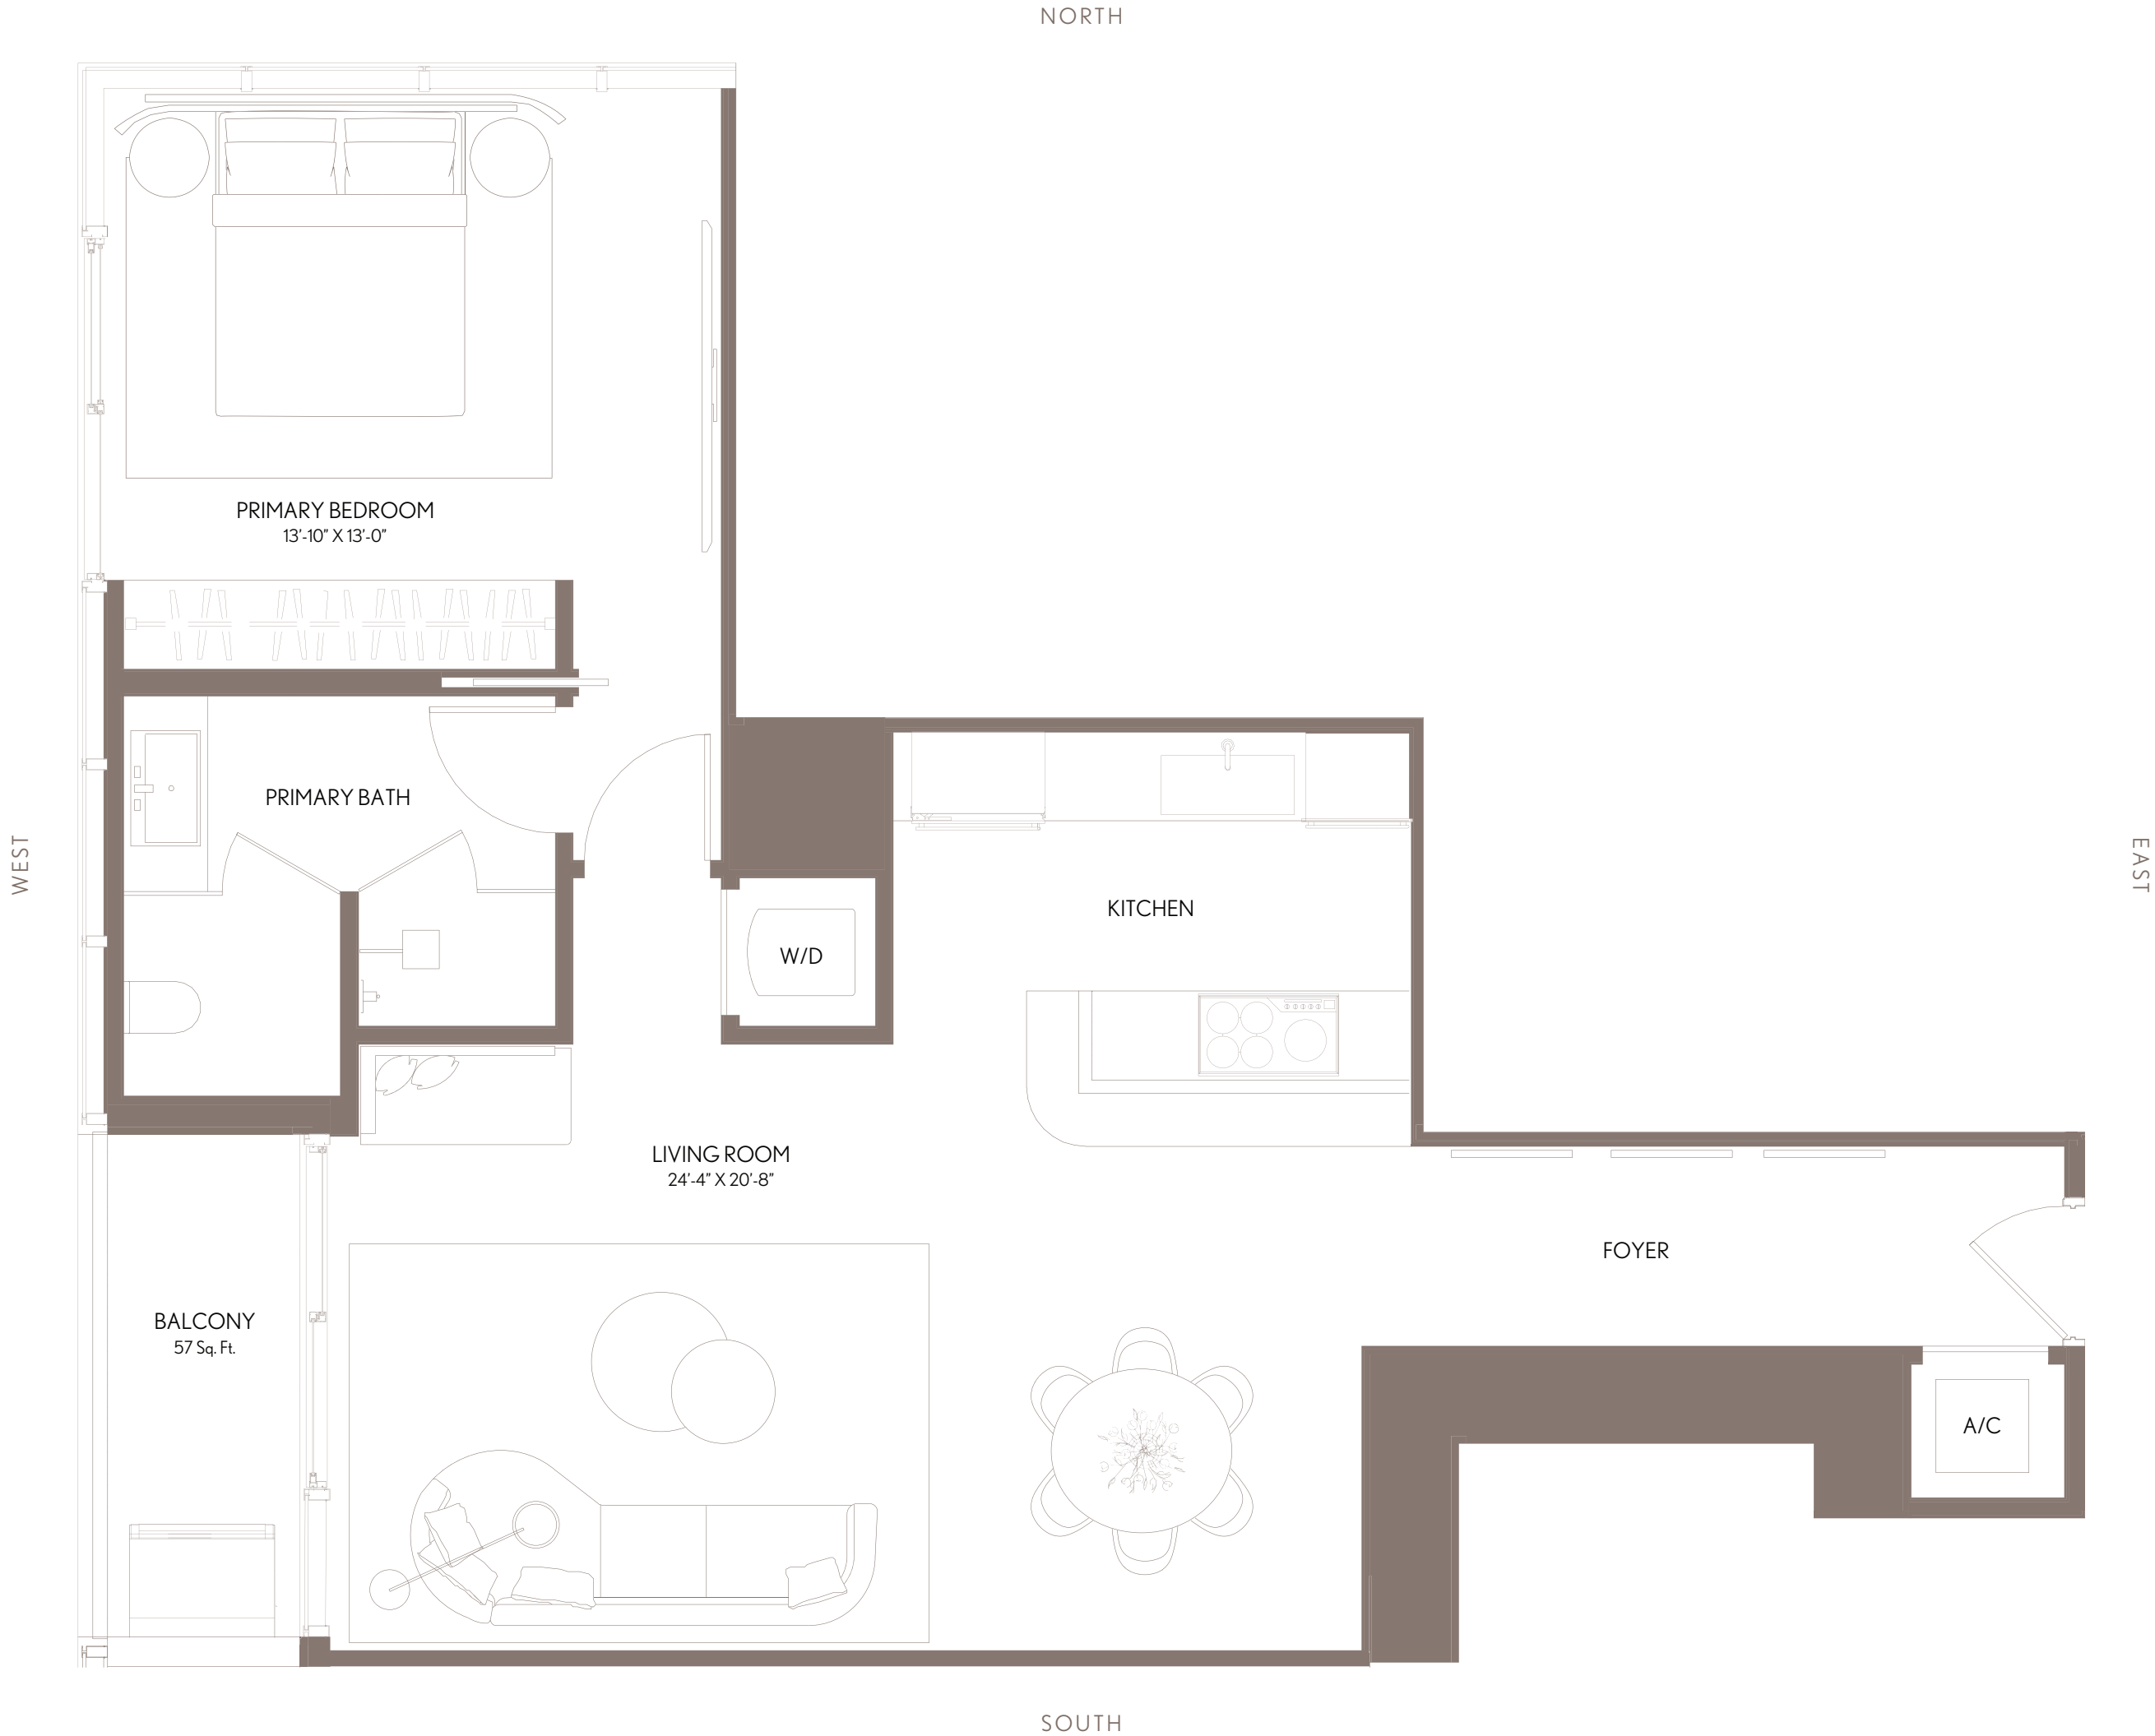 NORTH
PRIMARY BEDROOM
13’-10” X 13’-0”
PRIMARY BATH
WEST
EAST
KITCHEN
W/D
LIVING ROOM
24’-4” X 20’-8”
FOYER
BALCONY
57 Sq. Ft.
A/C
SOUTH